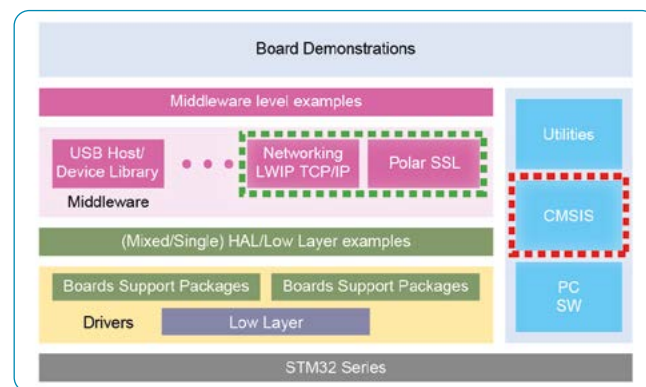 Board Demonstrations
Middleware level examples
USB Host/
Device Library
• • •
Networking
LWIP TCP/IP
Polar SSL
Middleware
Utilities
CMSIS
PC
SW
(Mixed/Single) HAL/Low Layer examples
Boards Support Packages
Boards Support Packages
Drivers
Low Layer
STM32 Series